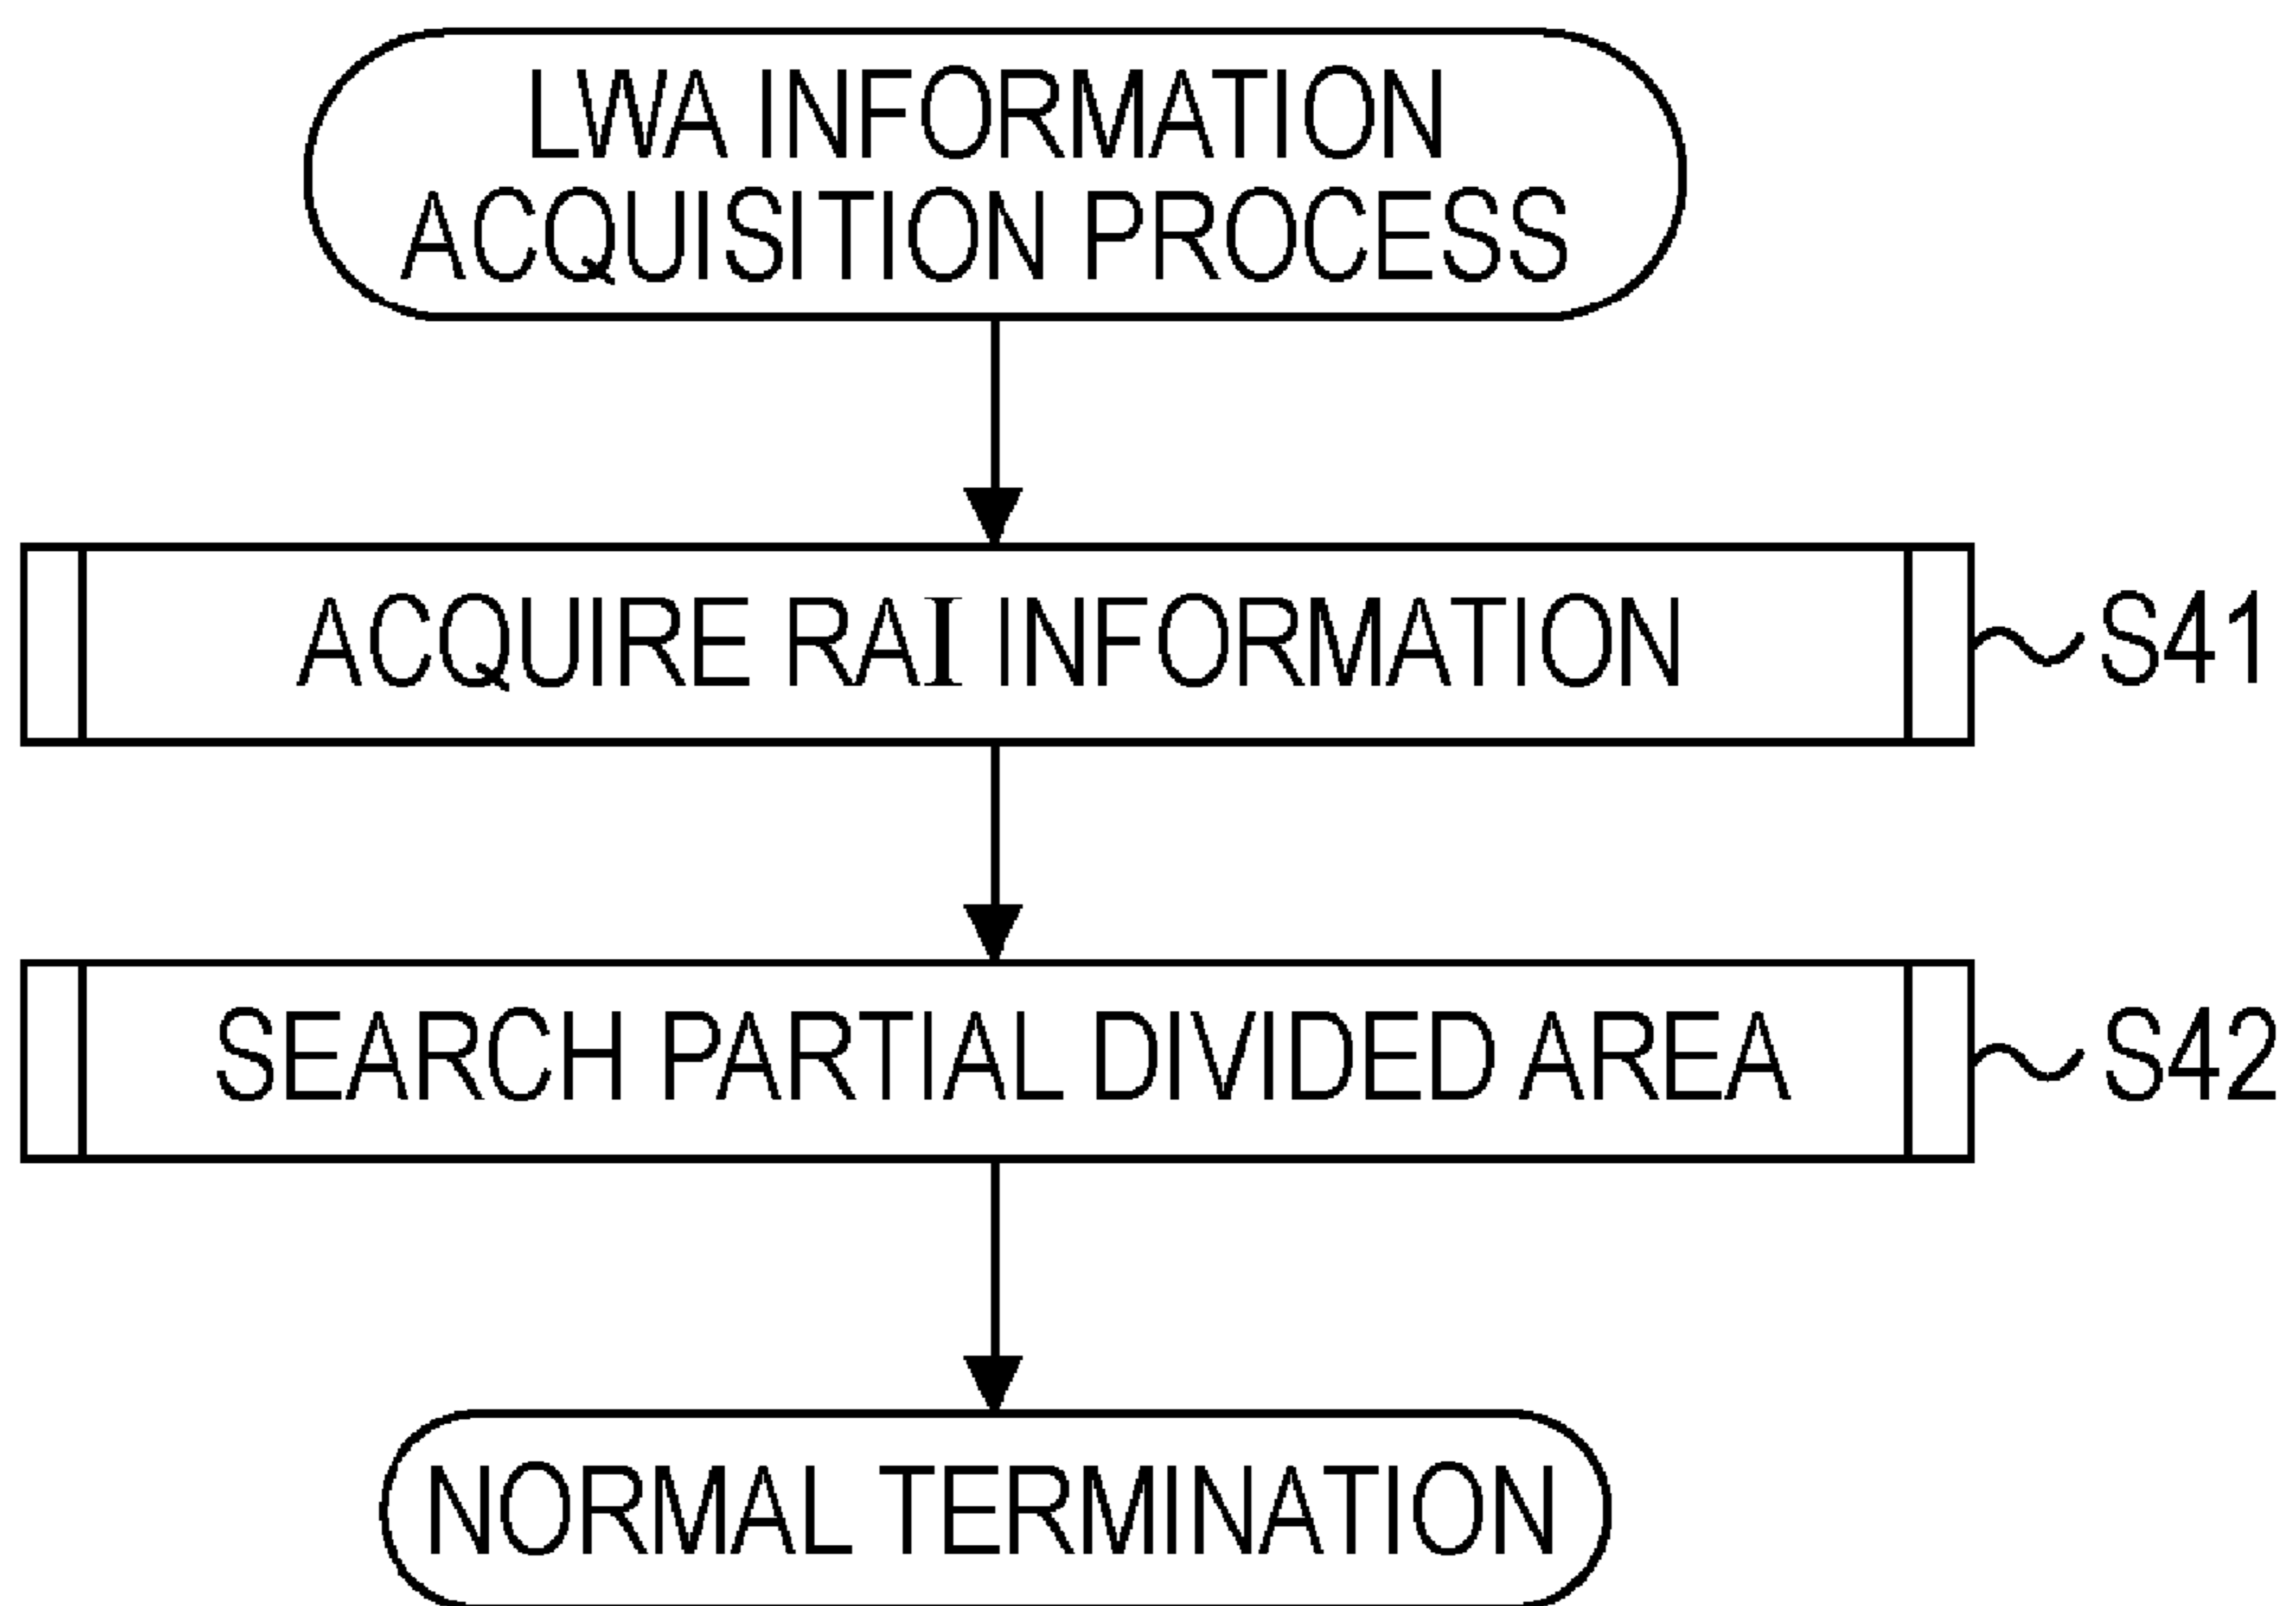 LWA INFORMATION
ACQUISITION PROCESS
ACQUIRE RAI INFORMATION
S41
SEARCH PARTIAL DIVIDED AREA
S42
NORMAL TERMINATION